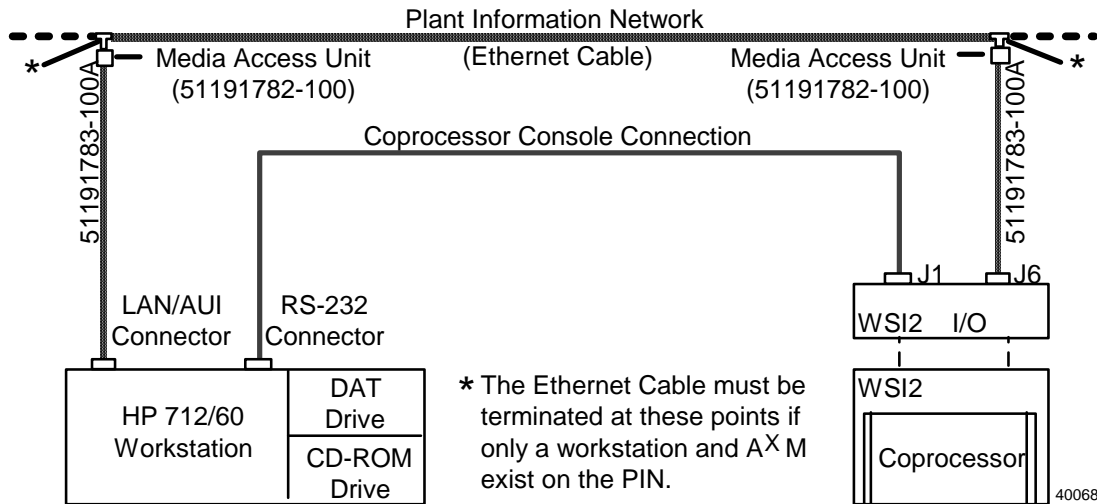 Plant Information Network
(Ethernet Cable)
*
Media Access Unit
(51191782-100)
Media Access Unit
(51191782-100)
*
51191783-100A
51191783-100A
Coprocessor Console Connection
J1
J6
LAN/AUI
Connector
RS-232
Connector
WSI2 I/O
HP 712/60
Workstation
DAT
Drive
CD-ROM
Drive
* The Ethernet Cable must be
terminated at these points if
only a workstation and AX M
exist on the PIN.
WSI2
Coprocessor
40068